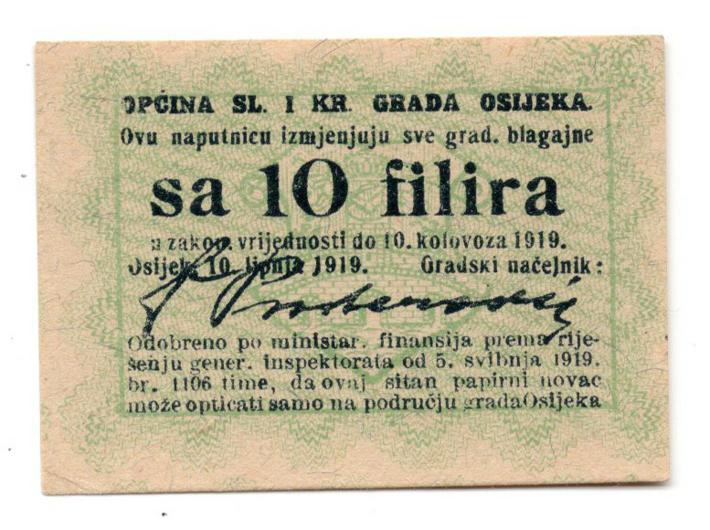 OPĆINA SL. I KR. GRADA OSIJEKA.
Ovu naputnicu izmjenjuju sve grad. blagajne
sa 10 filira
u zakon. vrijednosti do 10. kolovoza 1919.
Osijek, 10. lipnja 1919. Gradski načelnik:
Odobreno po ministar. finansija prema rije-
šenju gener. inspektorata od 5. svibnja 1919.
br. 1106 time, da ovaj sitan papirni novac
može opticati samo na području grada Osijeka